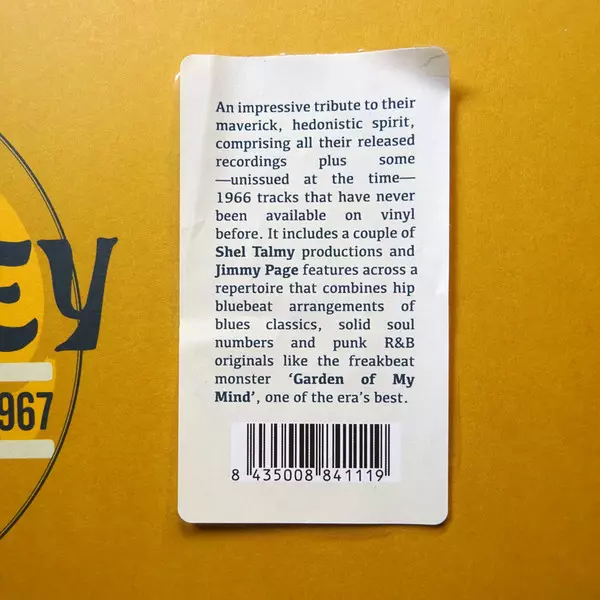 An impressive tribute to their
maverick, hedonistic spirit,
comprising all their released
recordings plus some
—unissued at the time—
1966 tracks that have never
been available on vinyl
before. It includes a couple of
Shel Talmy productions and
Jimmy Page features across a
repertoire that combines hip
bluebeat arrangements of
blues classics, solid soul
numbers and punk R&B
originals like the freakbeat
monster ‘Garden of My
Mind’, one of the era’s best.
8 435008 841119
EY
967